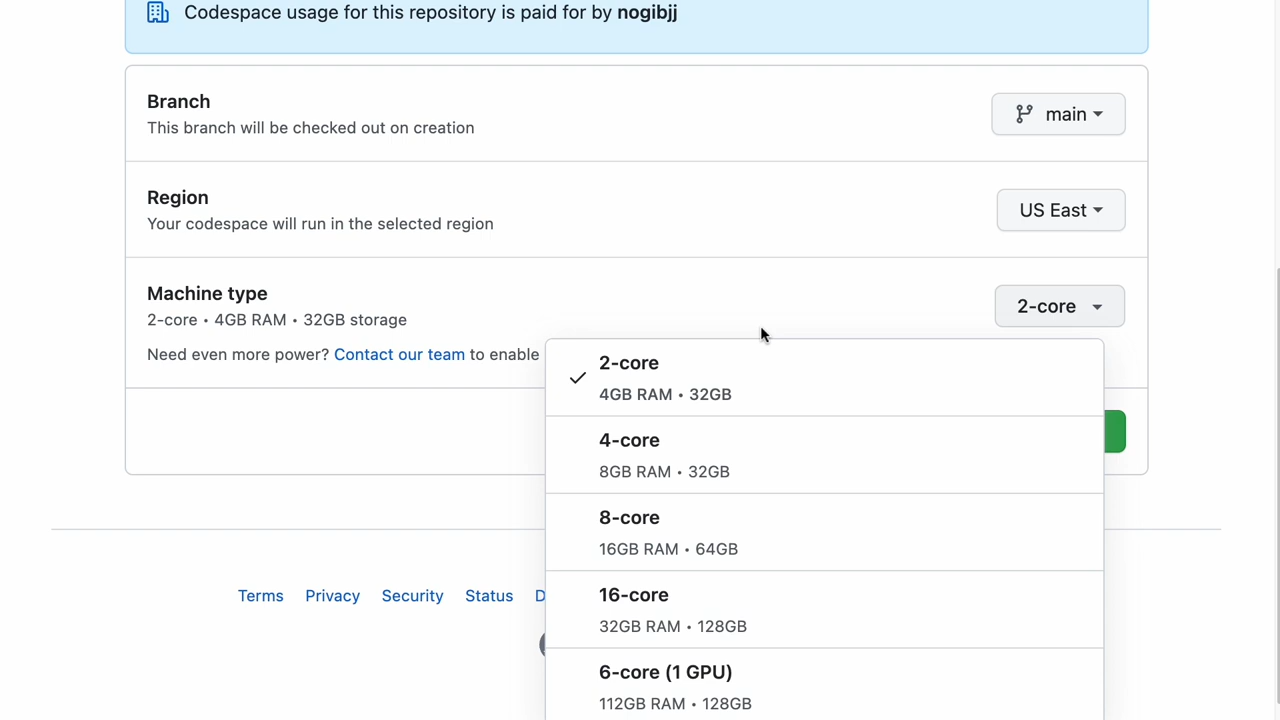 Codespace usage for this repository is paid for by nogibjj
Branch
This branch will be checked out on creation
main
Region
Your codespace will run in the selected region
US East
Machine type
2-core • 4GB RAM • 32GB storage
2-core
Need even more power? Contact our team to enable
2-core
4GB RAM • 32GB
4-core
8GB RAM • 32GB
8-core
16GB RAM • 64GB
16-core
32GB RAM • 128GB
6-core (1 GPU)
112GB RAM • 128GB
Terms Privacy Security Status D